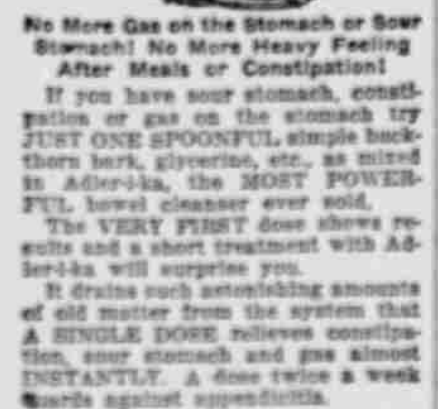 No More Gas on the Stomach or Sour
Stomach! No More Heavy Feeling
After Meals or Constipation!
If you have sour stomach, consti-
pation or gas on the stomach try
JUST ONE SPOONFUL simple buck-
thorn bark, glycerine, etc., as mixed
in Adler-i-ka, the MOST POWER-
FUL bowel cleanser ever sold.
The VERY FIRST dose shows re-
sults and a short treatment with Ad-
ler-i-ka will surprise you.
It drains such astonishing amounts
of old matter from the system that
A SINGLE DOSE relieves constipa-
tion, sour stomach and gas almost
INSTANTLY. A dose twice a week
guards against appendicitis.